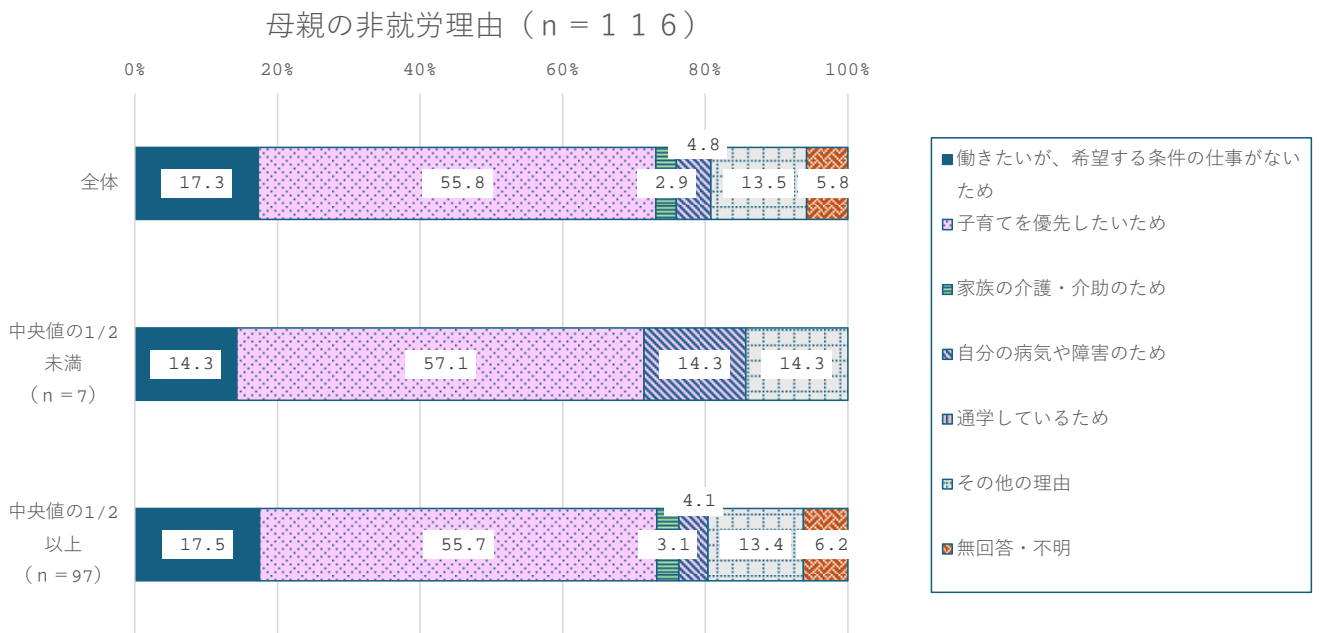 母親の非就労理由（ｎ＝１１６）
0% 20% 40% 60% 80% 100%
4.8
全体 17.3 55.8 2.9 13.5 5.8
中央値の1/2
未満
（ｎ＝7）
14.3 57.1 14.3 14.3
4.1
中央値の1/2
以上
（ｎ＝97）
17.5 55.7 3.1 13.4 6.2
働きたいが、希望する条件の仕事がない
ため
子育てを優先したいため
家族の介護・介助のため
自分の病気や障害のため
通学しているため
その他の理由
無回答・不明